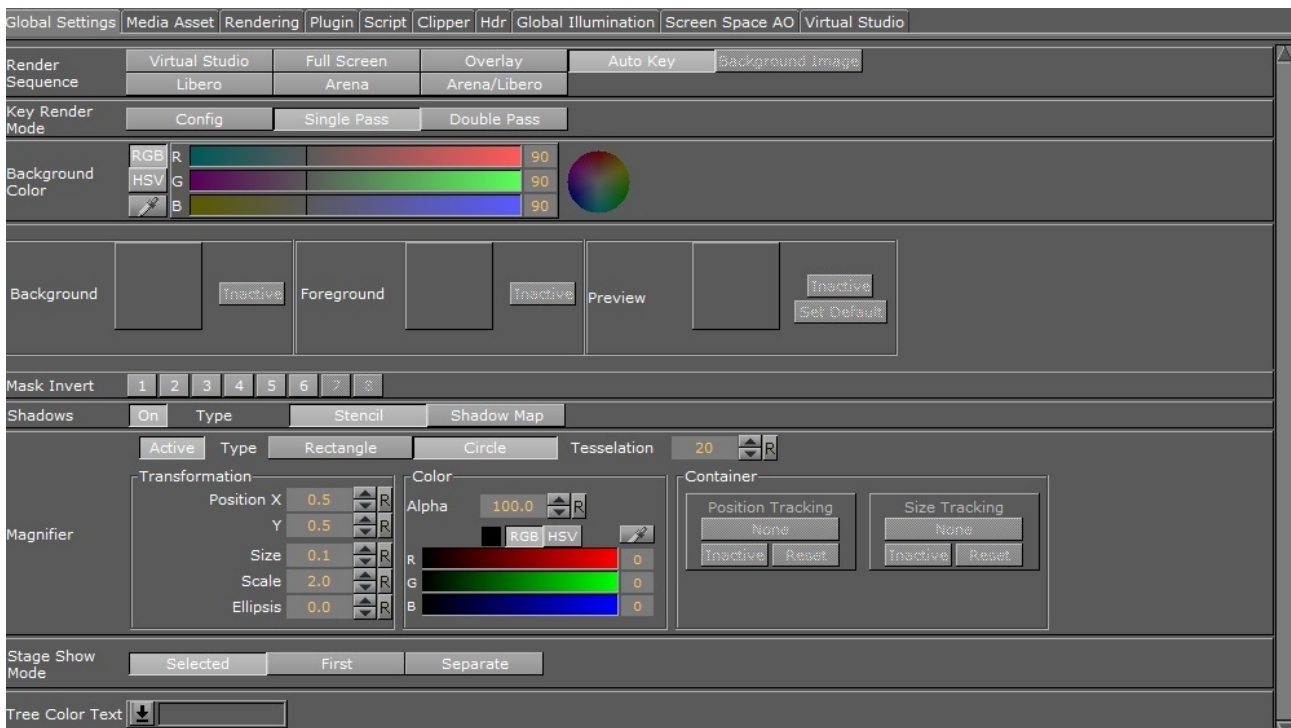 Global Settings Media Asset Rendering Plugin Script Clipper Hdr Global Illumination Screen Space AO Virtual Studio
Render Sequence
Virtual Studio Full Screen Overlay Auto Key Background Image
Libero Arena Arena/Libero
Key Render Mode
Config Single Pass Double Pass
Background Color
RGB R 90
HSV G 90
B 90
Background Inactive Foreground Inactive Preview Inactive
Set Default
Mask Invert 1 2 3 4 5 6 7 8
Shadows On Type Stencil Shadow Map
Magnifier
Active Type Rectangle Circle Tesselation 20 R
Transformation
Position X 0.5 R
Y 0.5 R
Size 0.1 R
Scale 2.0 R
Ellipsis 0.0 R
Color
Alpha 100.0 R
RGB HSV
R 0
G 0
B 0
Container
Position Tracking
None
Inactive Reset
Size Tracking
None
Inactive Reset
Stage Show Mode
Selected First Separate
Tree Color Text